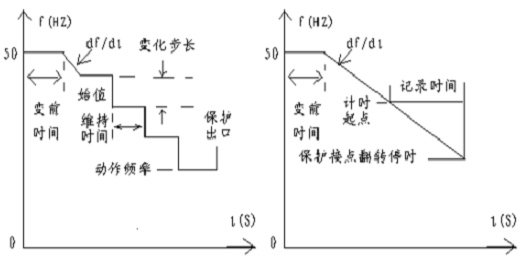 f(HZ)
50
df/dt
变化步长
变前
时间
始值
维持
时间
保护
出口
动作频率
t(S)
0
f(HZ)
50
df/dt
记录时间
变前
时间
计时
起点
保护接点翻转停时
t(S)
0